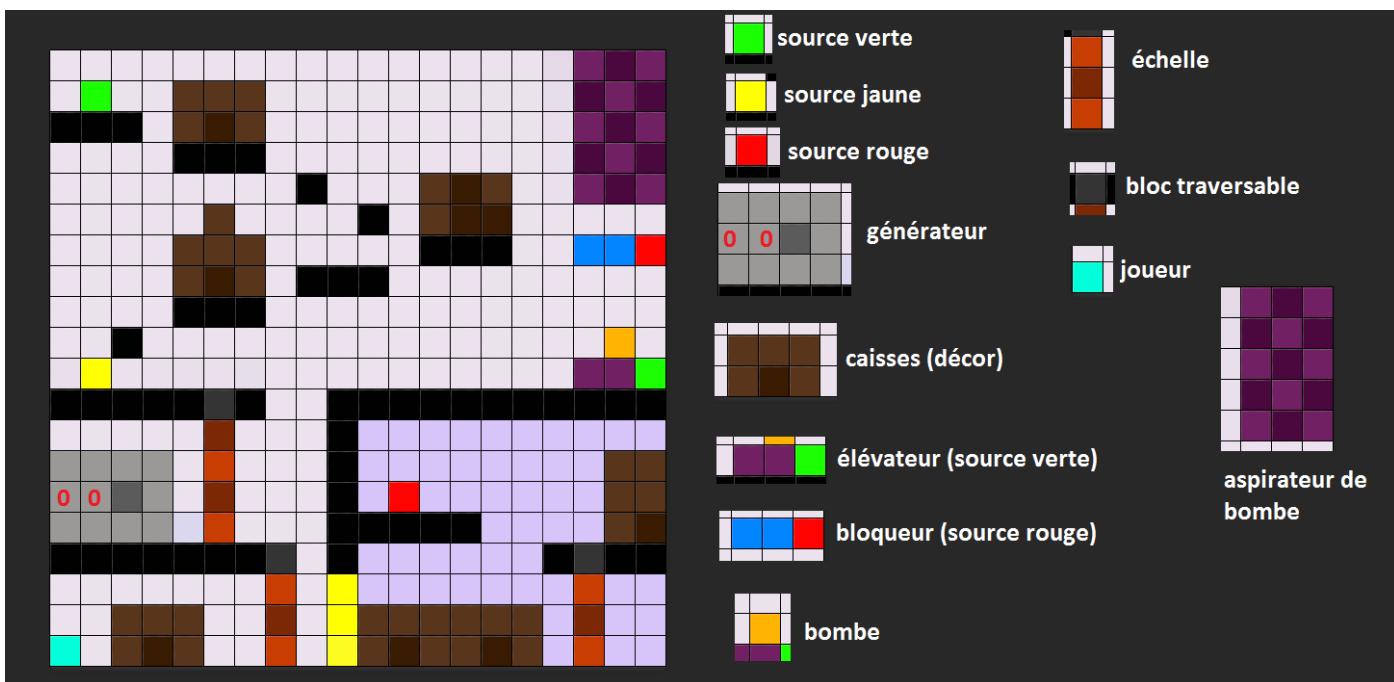 source verte
source jaune
source rouge
générateur
0 0
caisses (décor)
élévateur (source verte)
bloqueur (source rouge)
bombe
échelle
bloc traversable
joueur
aspirateur de
bombe
0 0